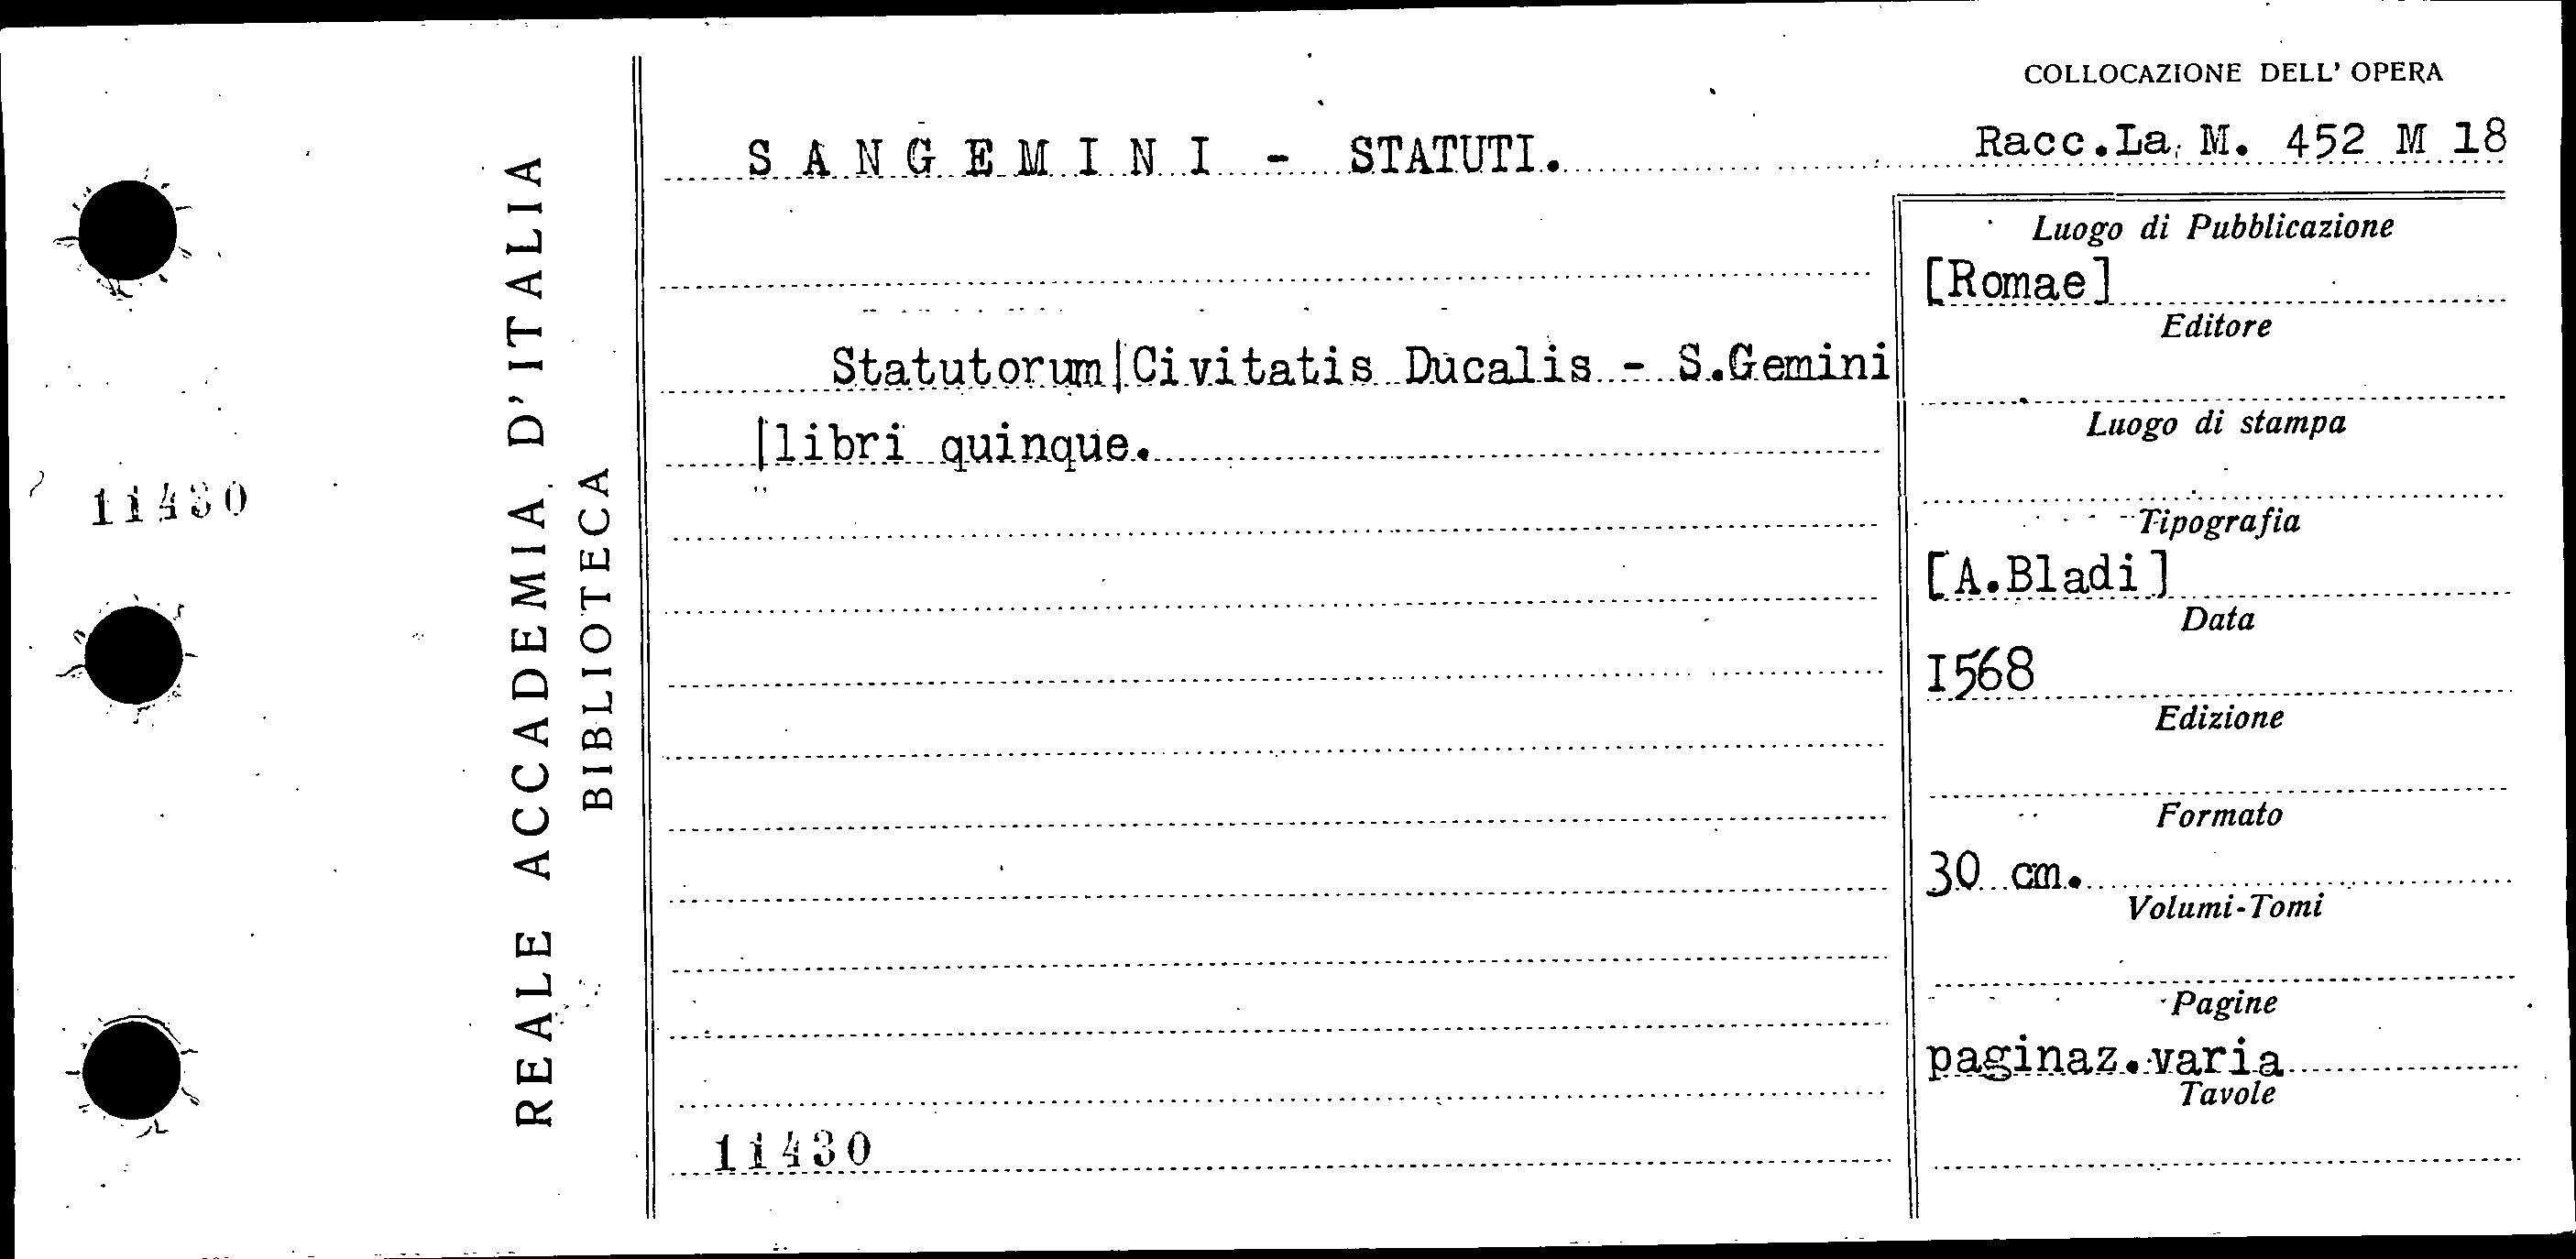 COLLOCAZIONE DELL' OPERA
SANGEMINI - STATUTI.
Racc.La. M. 452 M 18
Statutorum|Civitatis Ducalis - S.Gemini
|libri quinque.
11430
REALE ACCADEMIA D'ITALIA
BIBLIOTECA
Luogo di Pubblicazione
[Romae]
Editore
Luogo di stampa
Tipografia
[A.Bladi]
Data
I568
Edizione
Formato
30 cm.
Volumi-Tomi
Pagine
paginaz.varia
Tavole
11430